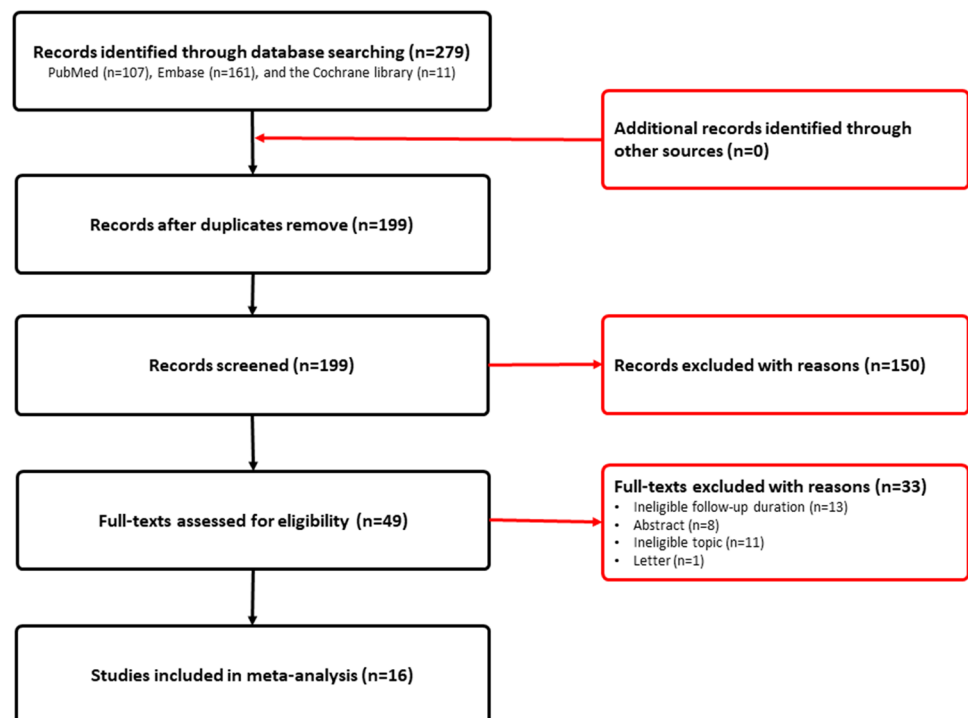 Records identified through database searching (n=279)
PubMed (n=107), Embase (n=161), and the Cochrane library (n=11)
Additional records identified through
other sources (n=0)
Records after duplicates remove (n=199)
Records screened (n=199)
Records excluded with reasons (n=150)
Full-texts assessed for eligibility (n=49)
Full-texts excluded with reasons (n=33)
• Ineligible follow-up duration (n=13)
• Abstract (n=8)
• Ineligible topic (n=11)
• Letter (n=1)
Studies included in meta-analysis (n=16)